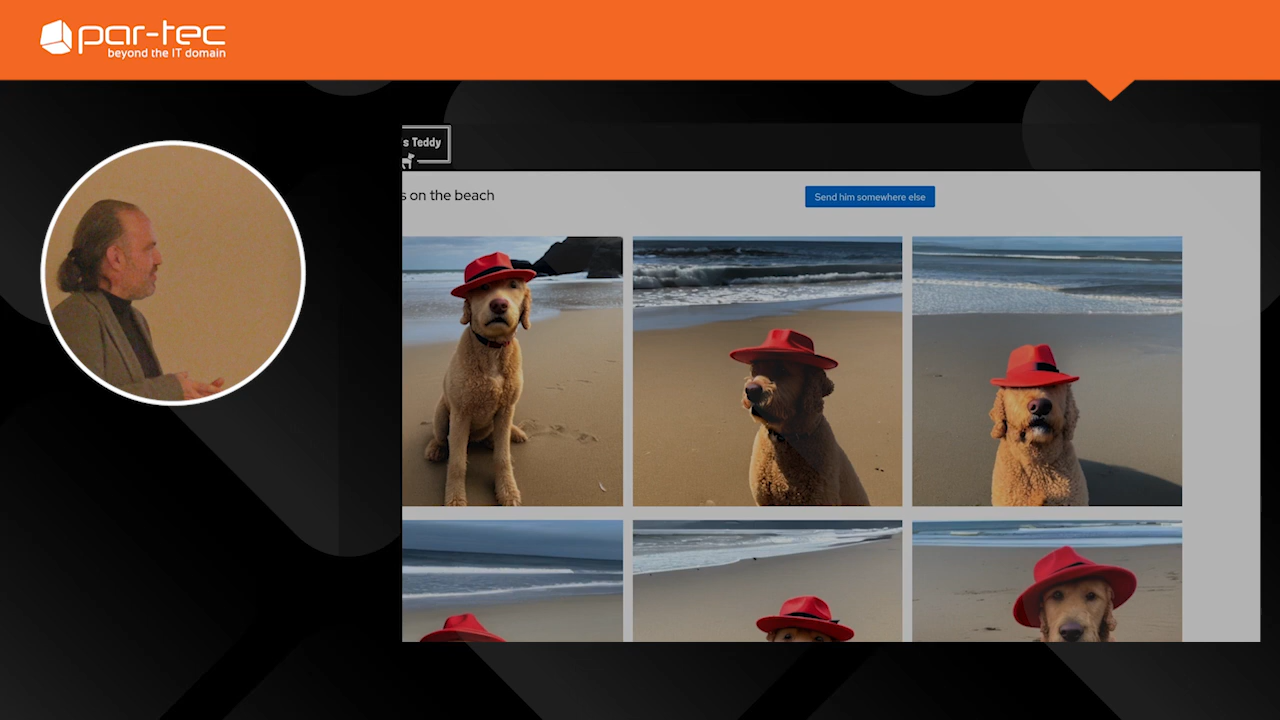 par-tec
beyond the IT domain
s Teddy
s on the beach
Send him somewhere else